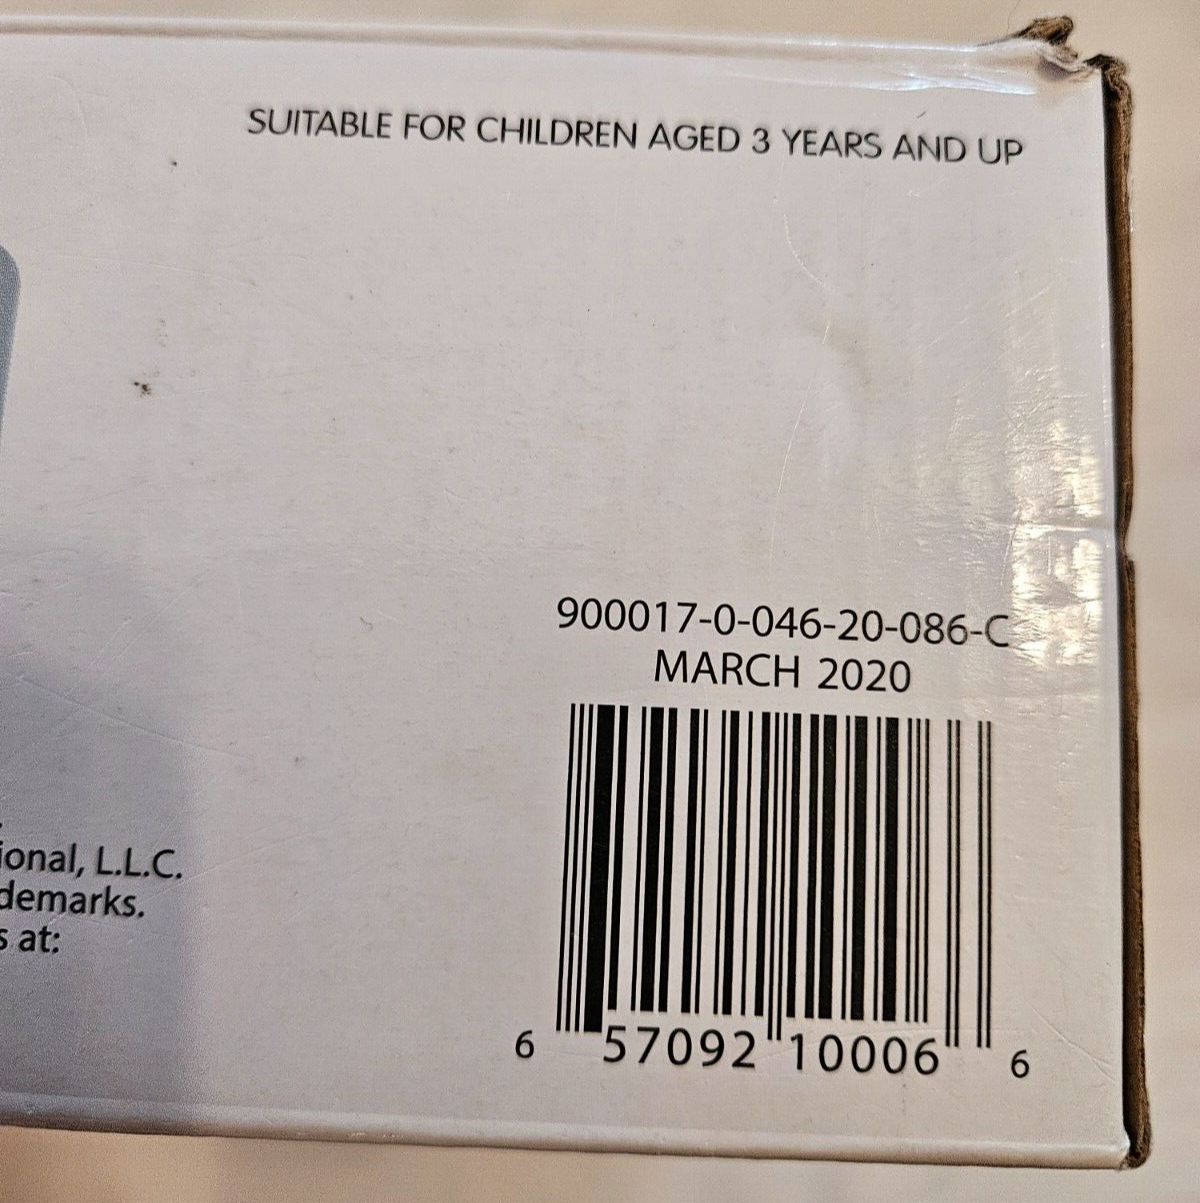 SUITABLE FOR CHILDREN AGED 3 YEARS AND UP
900017-0-046-20-086-C
MARCH 2020
ional, L.L.C.
demarks.
s at:
6 57092 10006 6